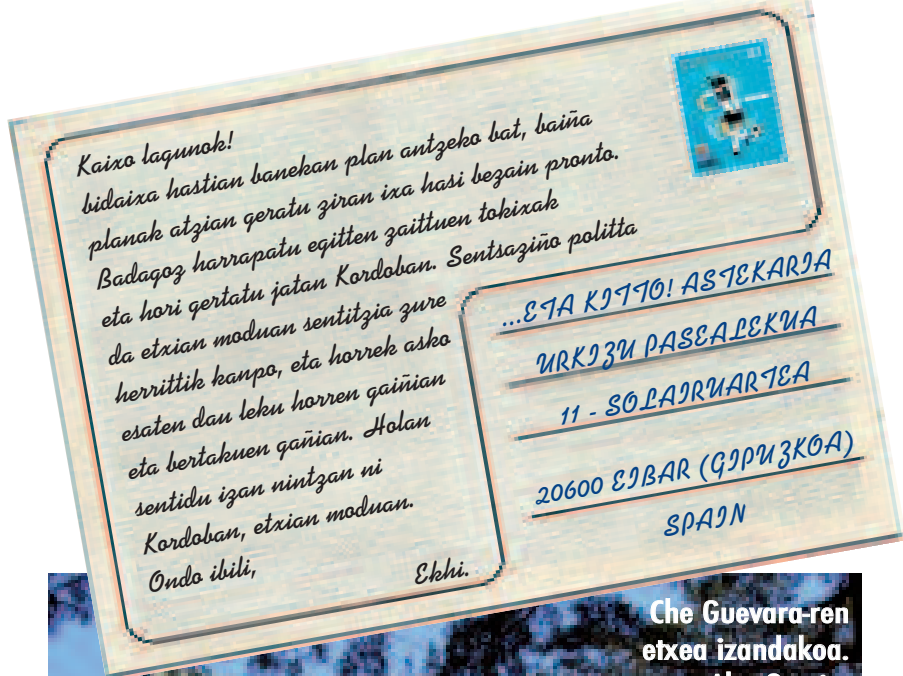 Kaixo lagunok!
bidaixa hastian banekan plan antzeko bat, baiña
planak atzian geratu ziran ixa hasi bezain pronto.
Badagoz harrapatu egitten zaittuen tokixak
eta hori gertatu jatan Kordoban. Sentsaziño politta
da etxian moduan sentitzia zure
herrittik kanpo, eta horrek asko
esaten dau leku horren gaiñian
eta bertakuen gañian. Holan
sentidu izan nintzan ni
Kordoban, etxian moduan.
Ondo ibili,
Ekhi.
...ETA KITTO! ASTEKARIA
URKIZU PASEALEKUA
11 - SOLAIRUARTEA
20600 EIBAR (GIPUZKOA)
SPAIN
Che Guevara-ren
etxea izandakoa.